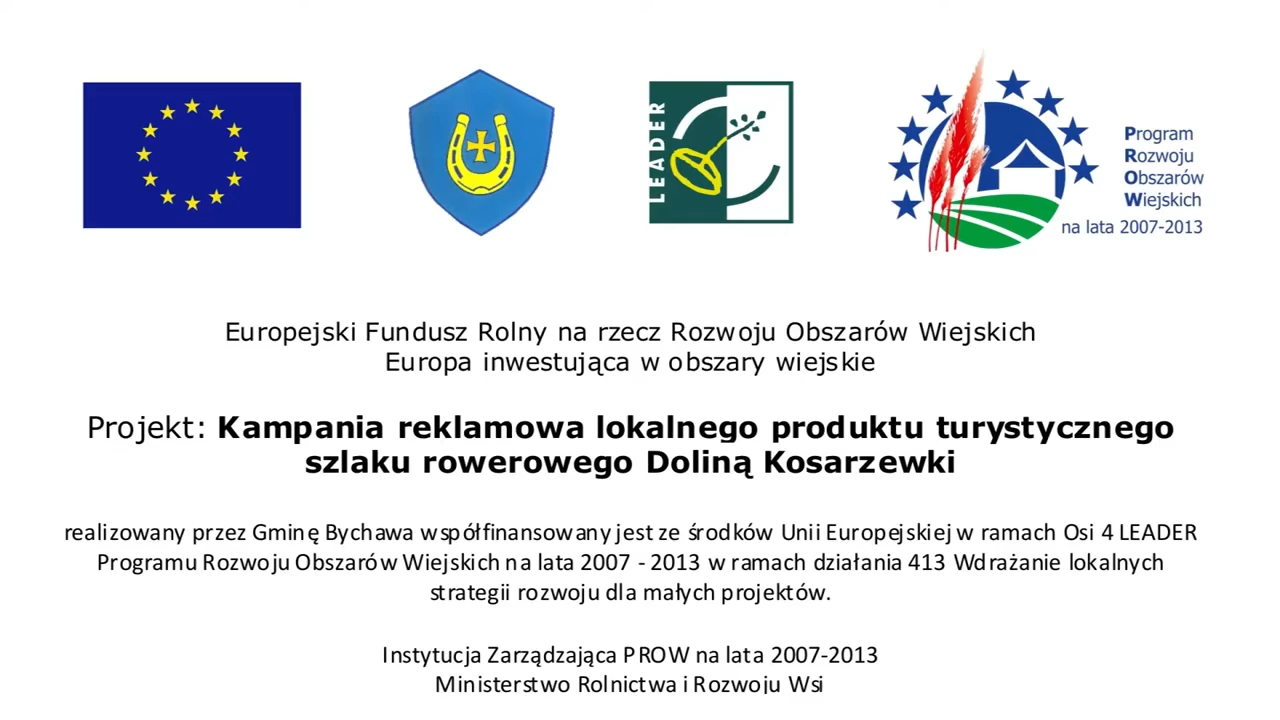 LEADER
Program
Rozwoju
Obszarów
Wiejskich
na lata 2007-2013
Europejski Fundusz Rolny na rzecz Rozwoju Obszarów Wiejskich
Europa inwestująca w obszary wiejskie
Projekt: Kampania reklamowa lokalnego produktu turystycznego
szlaku rowerowego Doliną Kosarzewki
realizowany przez Gminę Bychawa współfinansowany jest ze środków Unii Europejskiej w ramach Osi 4 LEADER
Programu Rozwoju Obszarów Wiejskich na lata 2007 - 2013 w ramach działania 413 Wdrażanie lokalnych
strategii rozwoju dla małych projektów.
Instytucja Zarządzająca PROW na lata 2007-2013
Ministerstwo Rolnictwa i Rozwoju Wsi